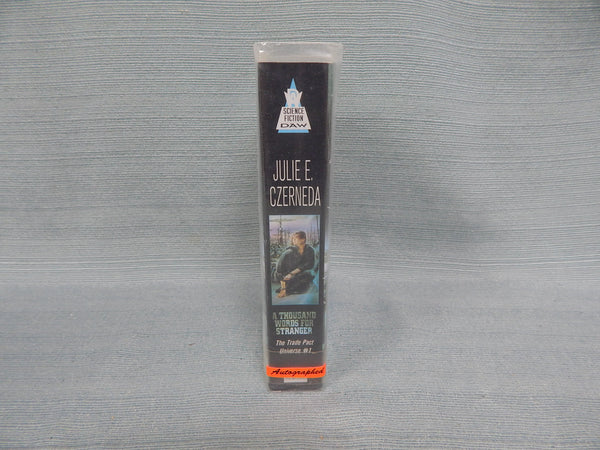 SCIENCE
FICTION
DAW
JULIE E.
CZERNEDA
A THOUSAND
WORDS FOR
STRANGER
The Trade Pact
Universe #1
Autographed